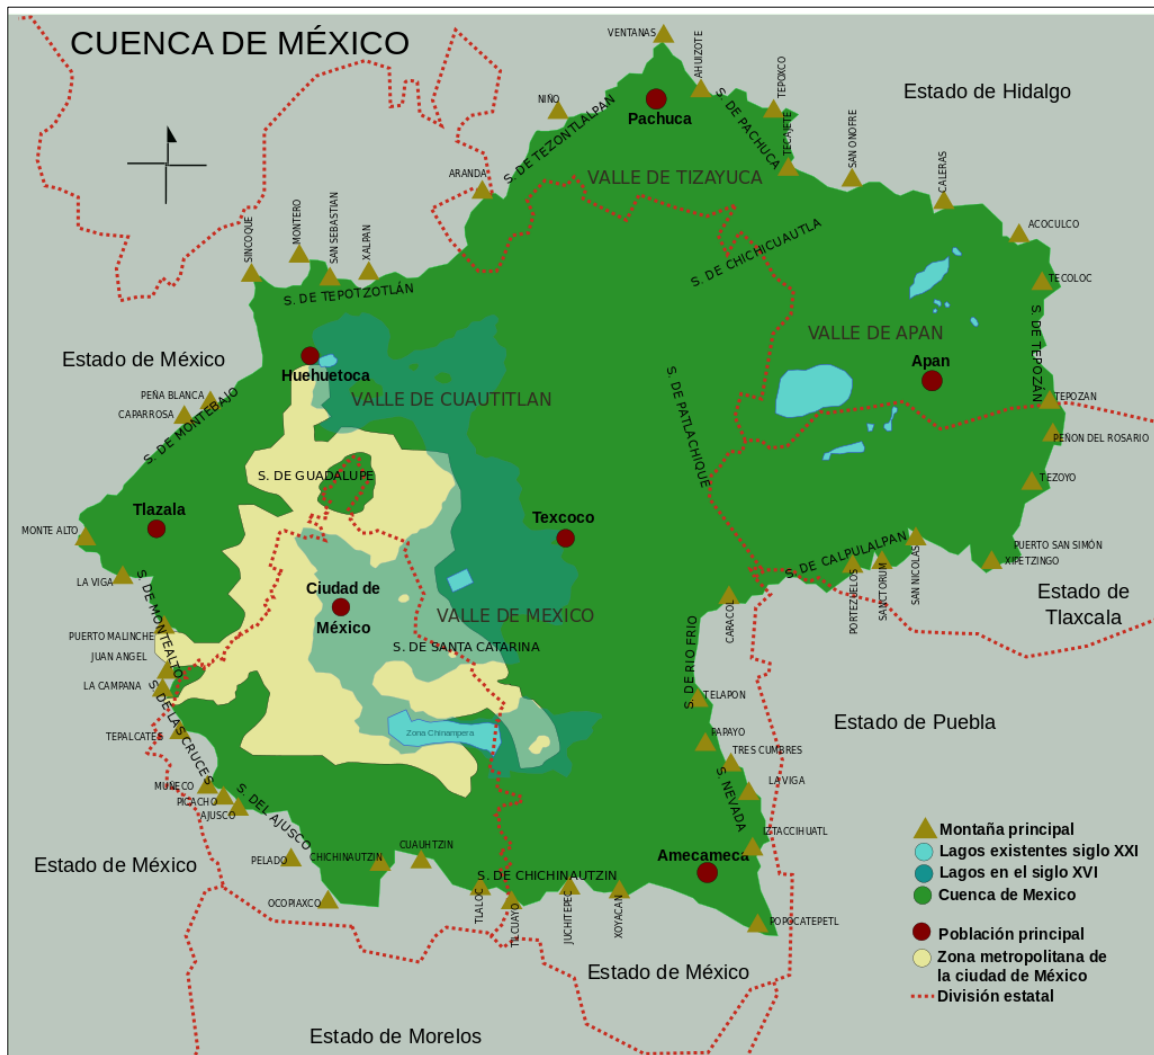 CUENCA DE MÉXICO
VENTANAS
AHUIZOTE
TEPOXCO
NIÑO
Pachuca
Estado de Hidalgo
S. DE TEZONTLALPAN
S. DE PACHUCA
TECAJETE
SAN ONOFRE
CALERAS
ARANDA
VALLE DE TIZAYUCA
ACOCULCO
SINCOQUE
MONTERO
SAN SEBASTIAN
XALPAN
S. DE CHICHICUAUTLA
TECOLOC
S. DE TEPOTZOTLÁN
VALLE DE APAN
S. DE TEPOZÁN
Estado de México
Huehuetoca
Apan
PEÑA BLANCA
CAPARROSA
S. DE MONTEBAJO
VALLE DE CUAUTITLAN
S. DE PATLACHIQUE
TEPOZAN
PEÑON DEL ROSARIO
S. DE GUADALUPE
TEZOYO
Tlazala
Texcoco
MONTE ALTO
S. DE CALPULALPAN
PUERTO SAN SIMÓN
XIPETZINGO
LA VIGA
S. DE MONTEALTO
Ciudad de
México
VALLE DE MEXICO
CARACOL
PORTEZUELOS
SANCTORUM
SAN NICOLAS
Estado de
Tlaxcala
PUERTO MALINCHE
JUAN ANGEL
S. DE SANTA CATARINA
S. DE RIO FRIO
LA CAMPANA
S. DE LAS CRUCES
TELAPON
Estado de Puebla
TEPALCATES
Zona Chinampera
PAPAYO
TRES CUMBRES
MUÑECO
PICACHO
AJUSCO
S. DEL AJUSCO
S. NEVADA
LA VIGA
IZTACCIHUATL
Estado de México
PELADO
CHICHINAUTZIN
CUAUHTZIN
Amecameca
S. DE CHICHINAUTZIN
OCOPIAXCO
TLALOC
TILCUAYO
JUCHITEPEC
XOYACAN
POPOCATEPETL
Estado de México
Estado de Morelos
Montaña principal
Lagos existentes siglo XXI
Lagos en el siglo XVI
Cuenca de Mexico
Población principal
Zona metropolitana de
la ciudad de México
División estatal